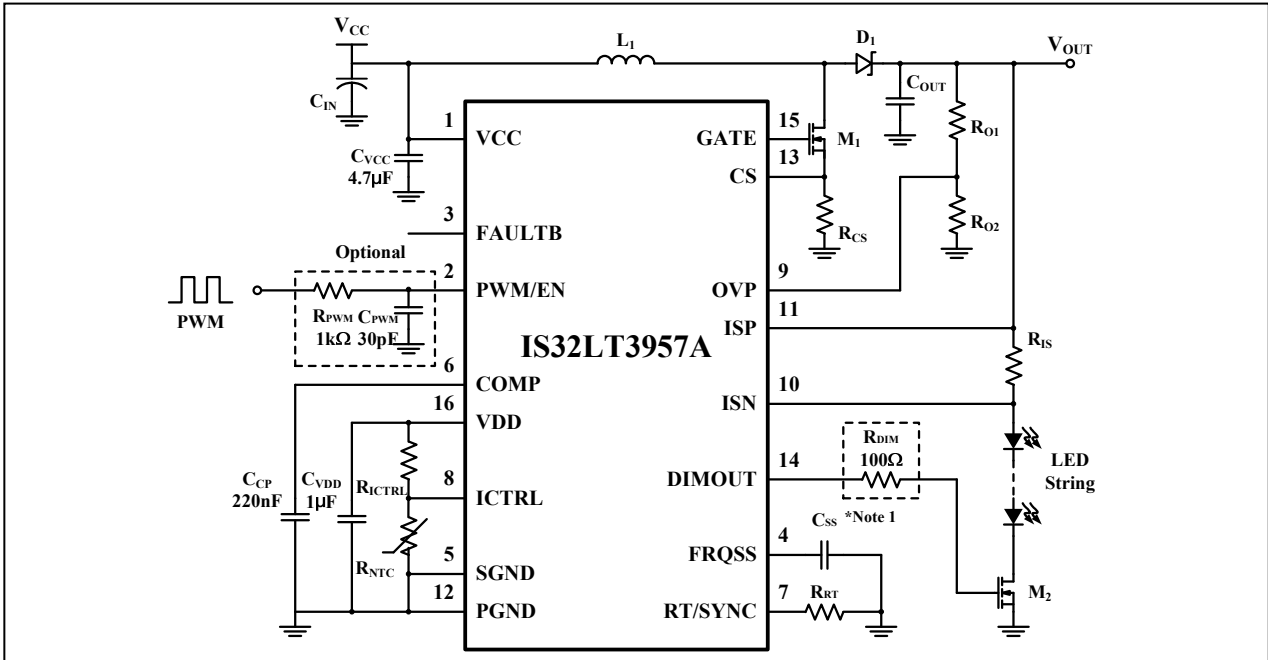 VCC
L1
D1
VOUT
CIN
COUT
1
VCC
CVCC
4.7µF
15
GATE
M1
RO1
13
CS
RCS
RO2
3
FAULTB
Optional
2
PWM/EN
PWM
RPWM
1kΩ
CPWM
30pF
9
OVP
11
ISP
IS32LT3957A
RIS
6
COMP
10
ISN
16
VDD
RDIM
100Ω
14
DIMOUT
*Note 1
LED
String
CCP
220nF
CVDD
1µF
RICTRL
8
ICTRL
CSS
4
FRQSS
RNTC
5
SGND
12
PGND
7
RT/SYNC
RRT
M2